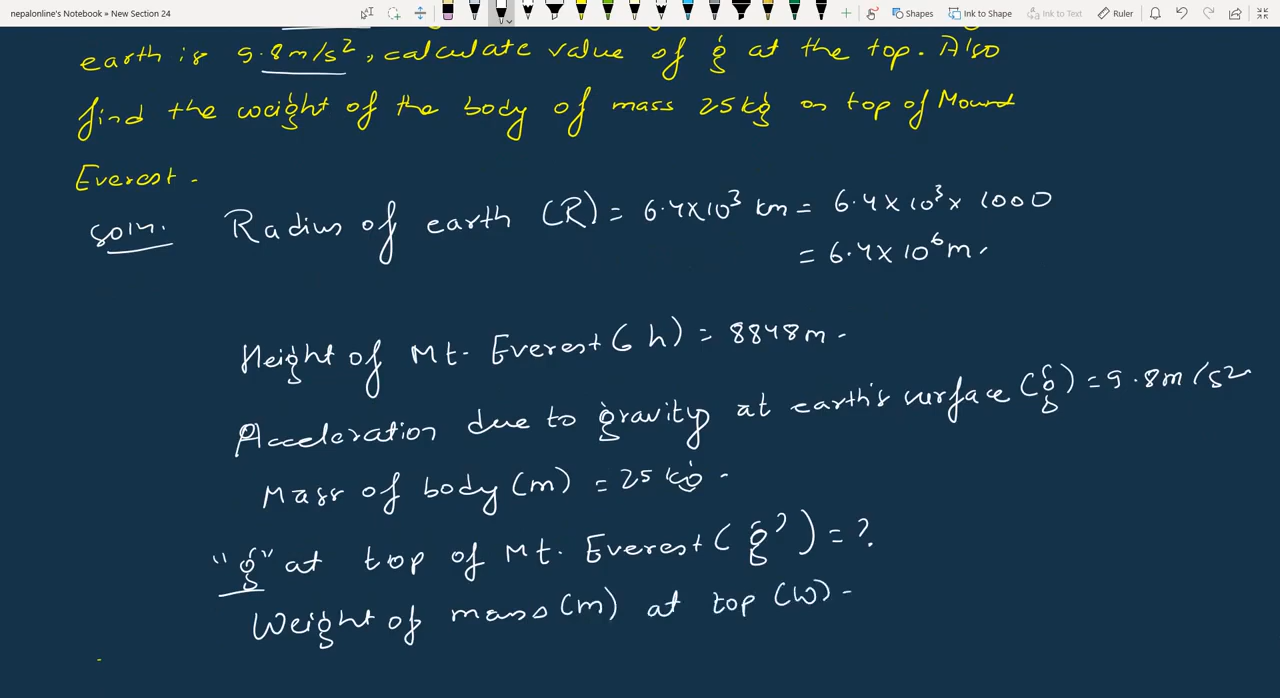 nepalonline's Notebook » New Section 24
Shapes Ink to Shape Ink to Text Ruler
earth is 9.8m/s², calculate value of g at the top. Also
find the weight of the body of mass 25kg on top of Mound
Everest.
soln. Radius of earth (R) = 6.4×10³ km = 6.4×10³×1000
= 6.4×10⁶m.
Height of Mt. Everest( h) = 8848m.
Acceleration due to gravity at earth's surface (g) = 9.8m/s²
Mass of body (m) = 25kg.
"g" at top of Mt. Everest (g') = ?
Weight of mass (m) at top (W) -